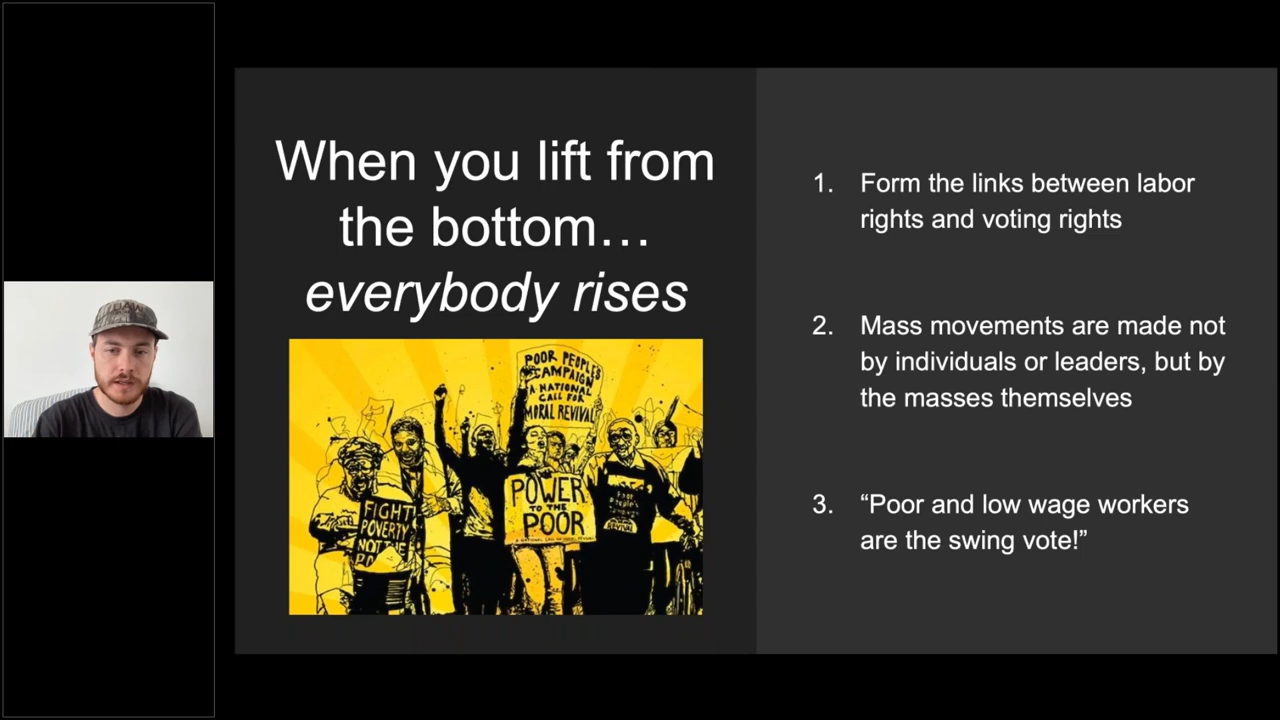 When you lift from
the bottom…
everybody rises
POOR PEOPLE'S
CAMPAIGN
A NATIONAL
CALL FOR
MORAL REVIVAL
FIGHT
POVERTY
NOT THE
POWER
TO THE
POOR
1. Form the links between labor
rights and voting rights
2. Mass movements are made not
by individuals or leaders, but by
the masses themselves
3. “Poor and low wage workers
are the swing vote!”